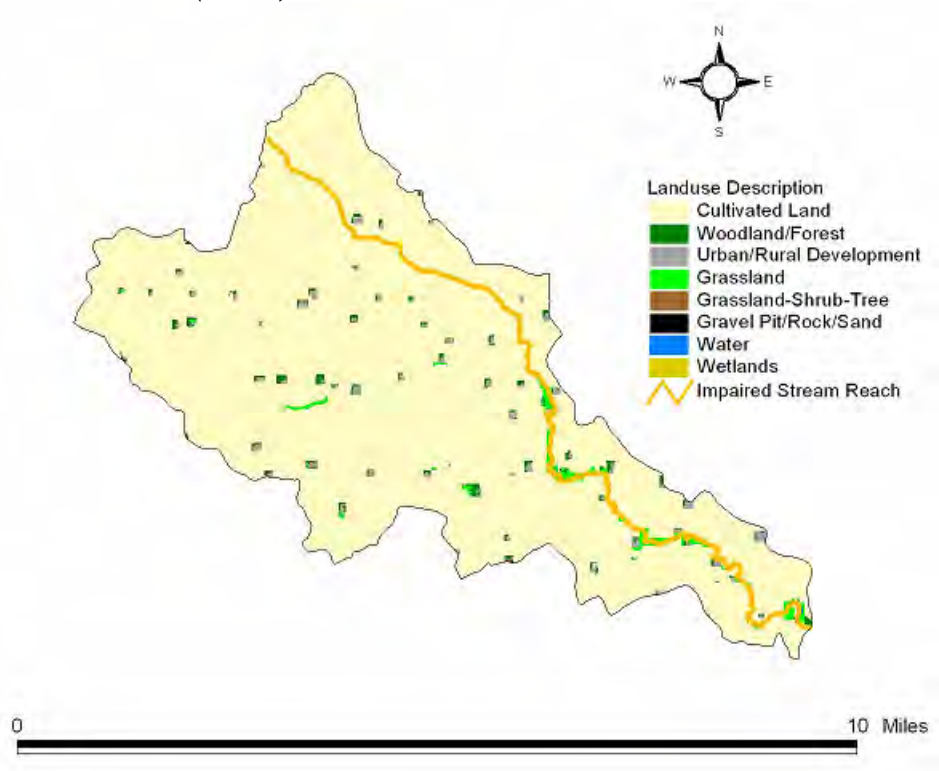 N
W E
S
Landuse Description
Cultivated Land
Woodland/Forest
Urban/Rural Development
Grassland
Grassland-Shrub-Tree
Gravel Pit/Rock/Sand
Water
Wetlands
Impaired Stream Reach
0 10 Miles